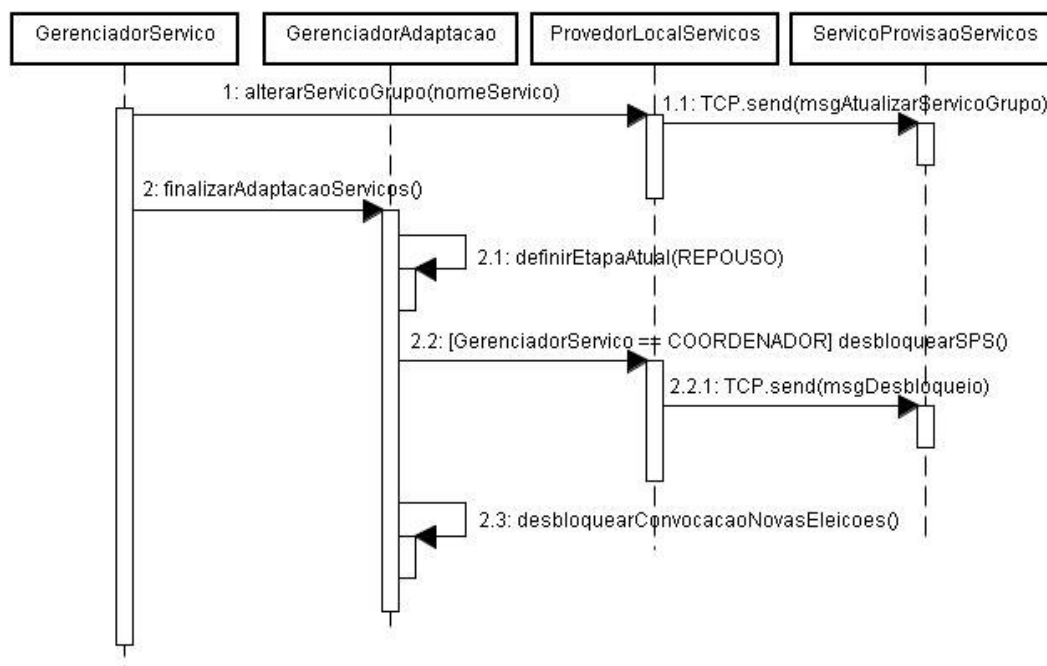 GerenciadorServico
GerenciadorAdaptacao
ProvedorLocalServicos
ServicoProvisaoServicos
1: alterarServicoGrupo(nomeServico)
1.1: TCP.send(msgAtualizarServicoGrupo)
2: finalizarAdaptacaoServicos()
2.1: definirEtapaAtual(REPOUSO)
2.2: [GerenciadorServico == COORDENADOR] desbloquearSPS()
2.2.1: TCP.send(msgDesbloqueio)
2.3: desbloquearConvocacaoNovasEleicoes()